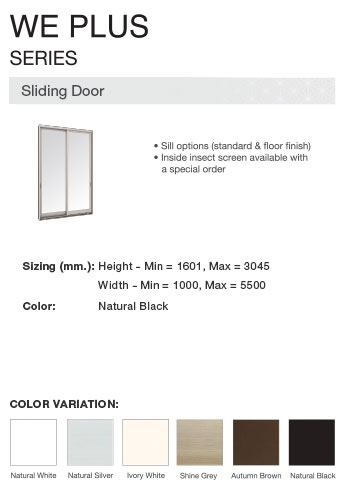 WE PLUS
SERIES
Sliding Door
• Sill options (standard & floor finish)
• Inside insect screen available with
a special order
Sizing (mm.): Height - Min = 1601, Max = 3045
Width - Min = 1000, Max = 5500
Color: Natural Black
COLOR VARIATION:
Natural White Natural Silver Ivory White Shine Grey Autumn Brown Natural Black